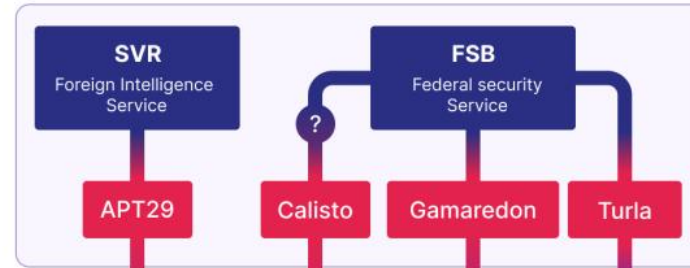 SVR
Foreign Intelligence
Service
FSB
Federal security
Service
?
APT29
Calisto
Gamaredon
Turla